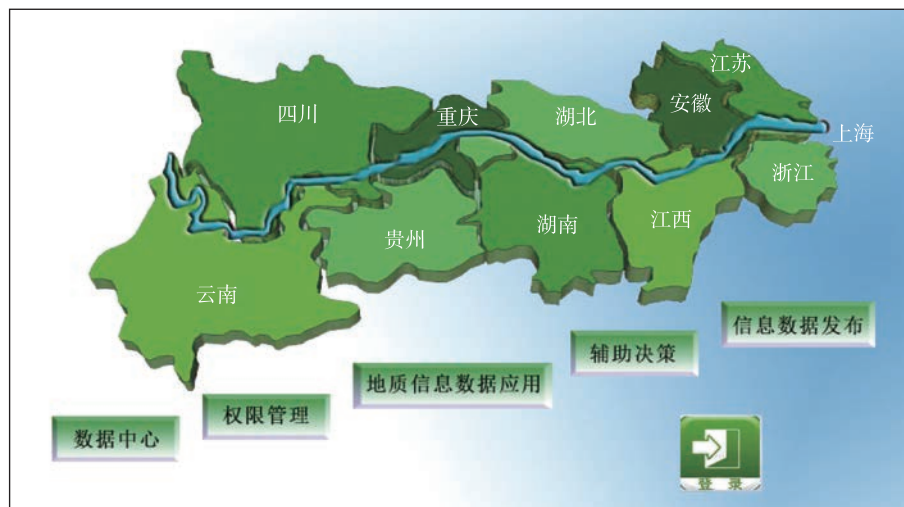 江苏
安徽
四川
重庆
湖北
上海
浙江
贵州
湖南
江西
云南
信息数据发布
辅助决策
地质信息数据应用
权限管理
数据中心
登 录